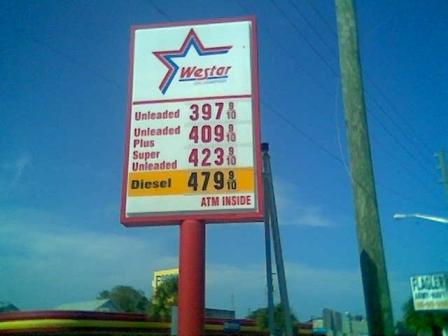 Westar
Unleaded 397 9/10
Unleaded Plus 409 9/10
Super Unleaded 423 9/10
Diesel 479 9/10
ATM INSIDE
FLAGLER